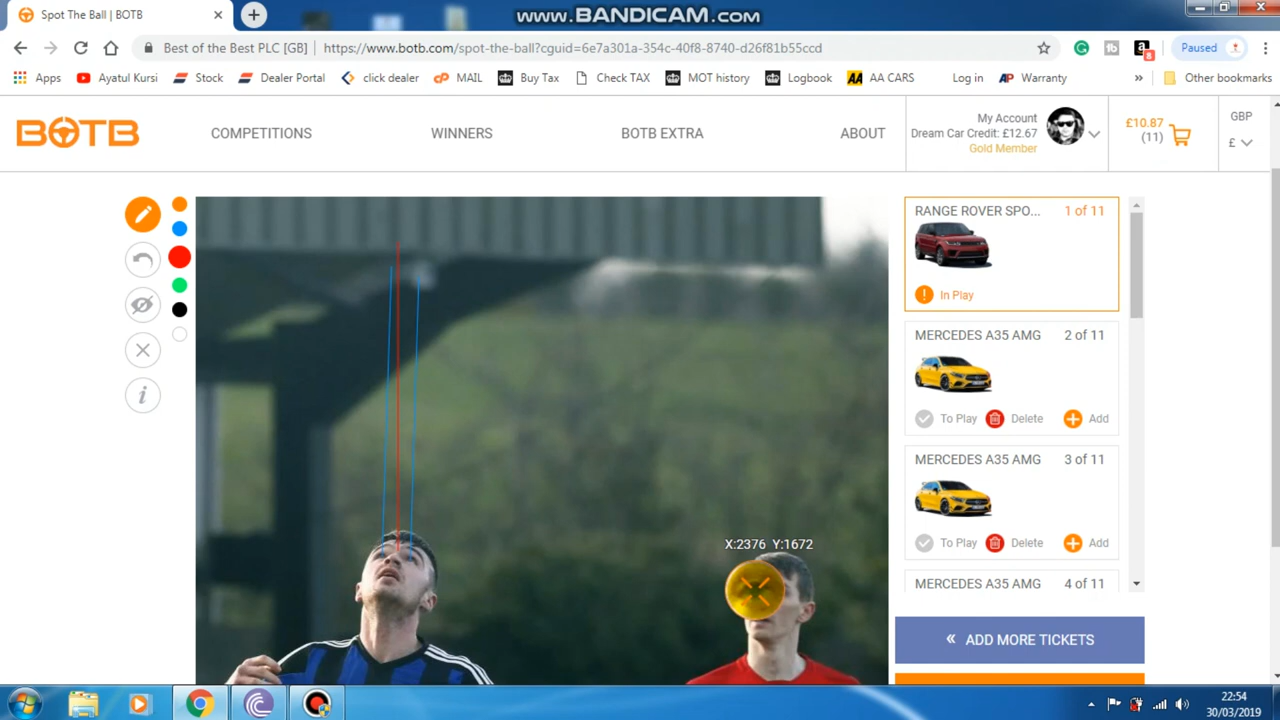 Spot The Ball | BOTB
www.BANDICAM.com
Best of the Best PLC [GB] | https://www.botb.com/spot-the-ball?cguid=6e7a301a-354c-40f8-8740-d26f81b55ccd
Paused
Apps Ayatul Kursi Stock Dealer Portal click dealer MAIL Buy Tax Check TAX MOT history Logbook AA CARS Log in Warranty » Other bookmarks
BOTB
COMPETITIONS WINNERS BOTB EXTRA ABOUT
My Account
Dream Car Credit: £12.67
Gold Member
£10.87
(11)
GBP
£
RANGE ROVER SPO... 1 of 11
In Play
MERCEDES A35 AMG 2 of 11
To Play Delete Add
MERCEDES A35 AMG 3 of 11
To Play Delete Add
MERCEDES A35 AMG 4 of 11
X:2376 Y:1672
« ADD MORE TICKETS
22:54
30/03/2019